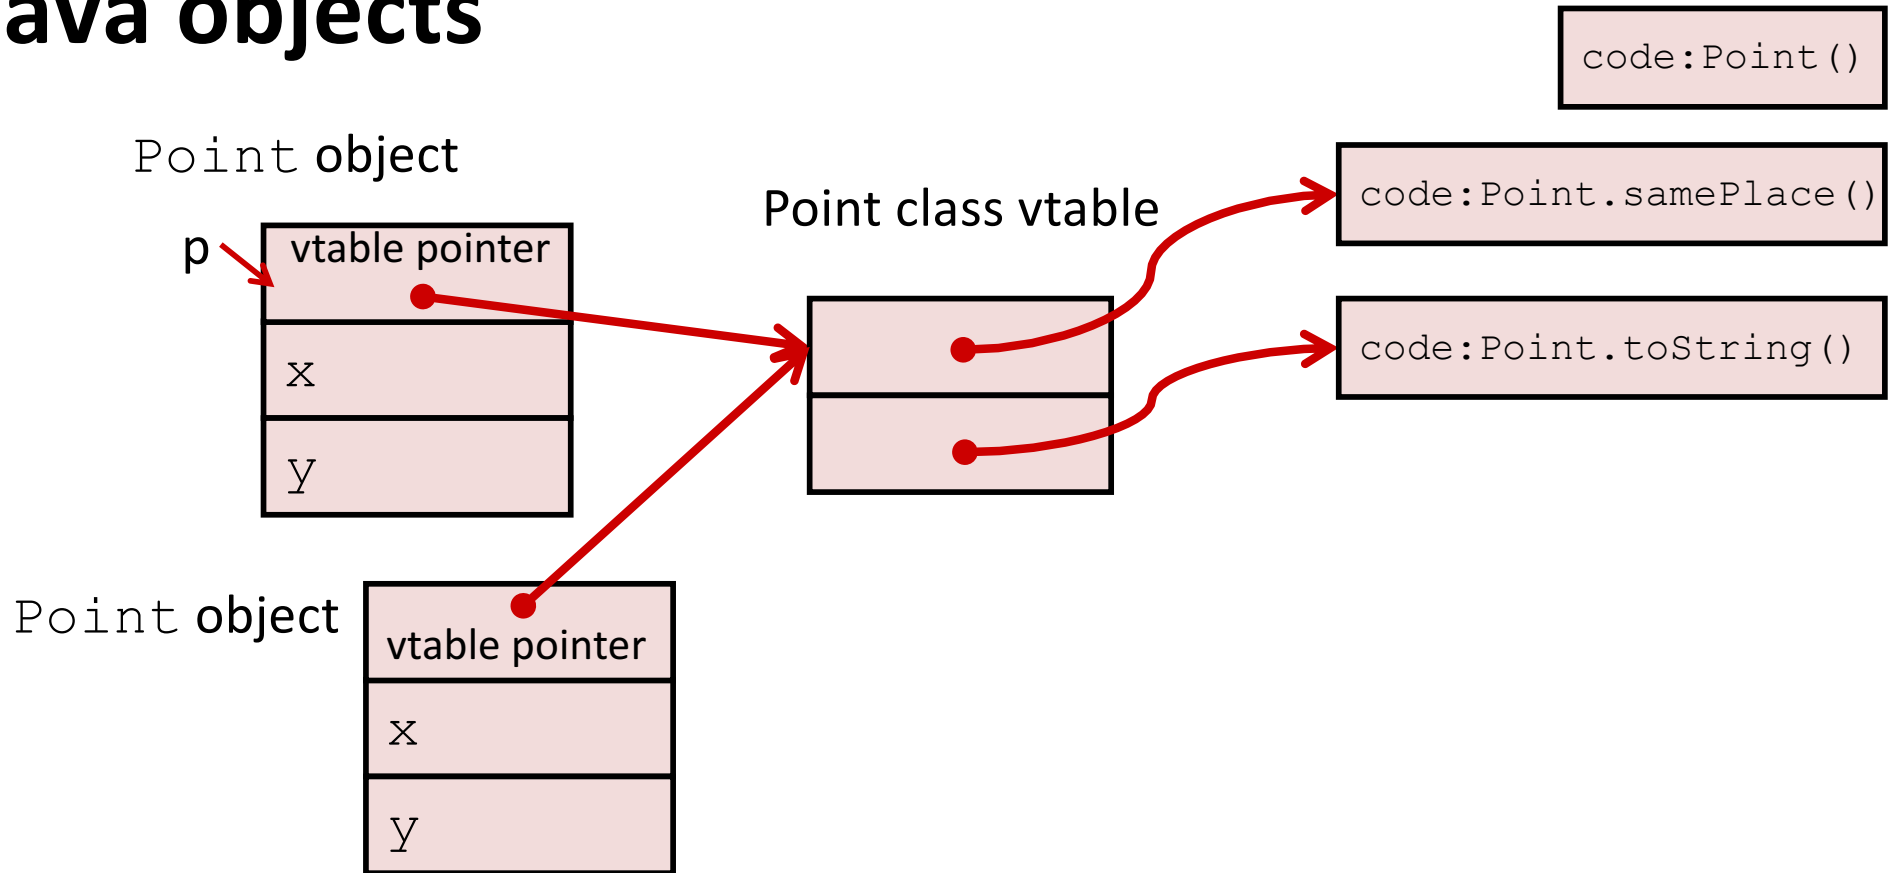 ava objects
code:Point()
Point object
p
vtable pointer
x
y
Point class vtable
code:Point.samePlace()
code:Point.toString()
Point object
vtable pointer
x
y